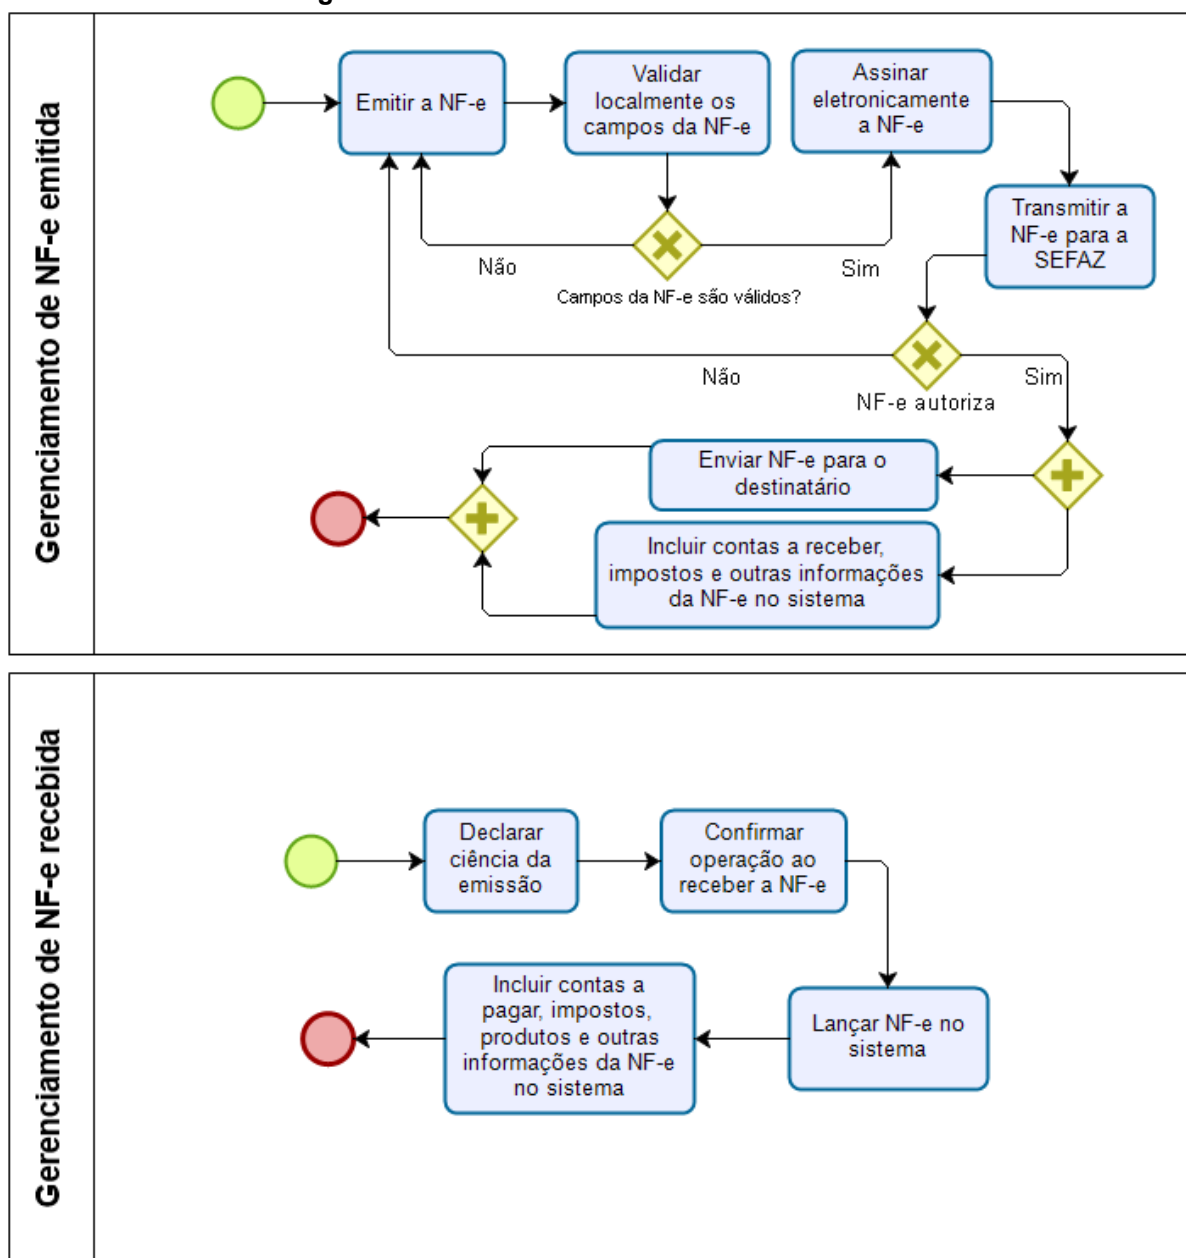 g
Gerenciamento de NF-e emitida
Emitir a NF-e
Validar
localmente os
campos da NF-e
Assinar
eletronicamente
a NF-e
Transmitir a
NF-e para a
SEFAZ
Não
Sim
Campos da NF-e são válidos?
Não
Sim
NF-e autoriza
Enviar NF-e para o
destinatário
Incluir contas a receber,
impostos e outras informações
da NF-e no sistema
Gerenciamento de NF-e recebida
Declarar
ciência da
emissão
Confirmar
operação ao
receber a NF-e
Lançar NF-e no
sistema
Incluir contas a
pagar, impostos,
produtos e outras
informações da NF-e
no sistema